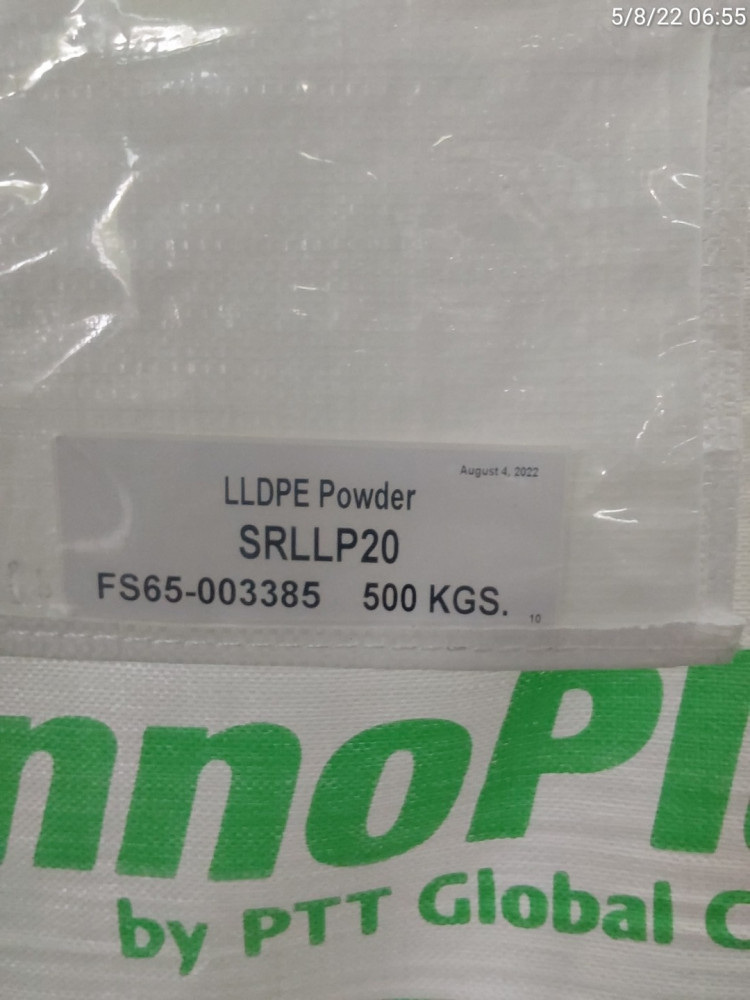 5/8/22 06:55
August 4, 2022
LLDPE Powder
SRLLP20
FS65-003385 500 KGS.
10
nnoPl
by PTT Global C